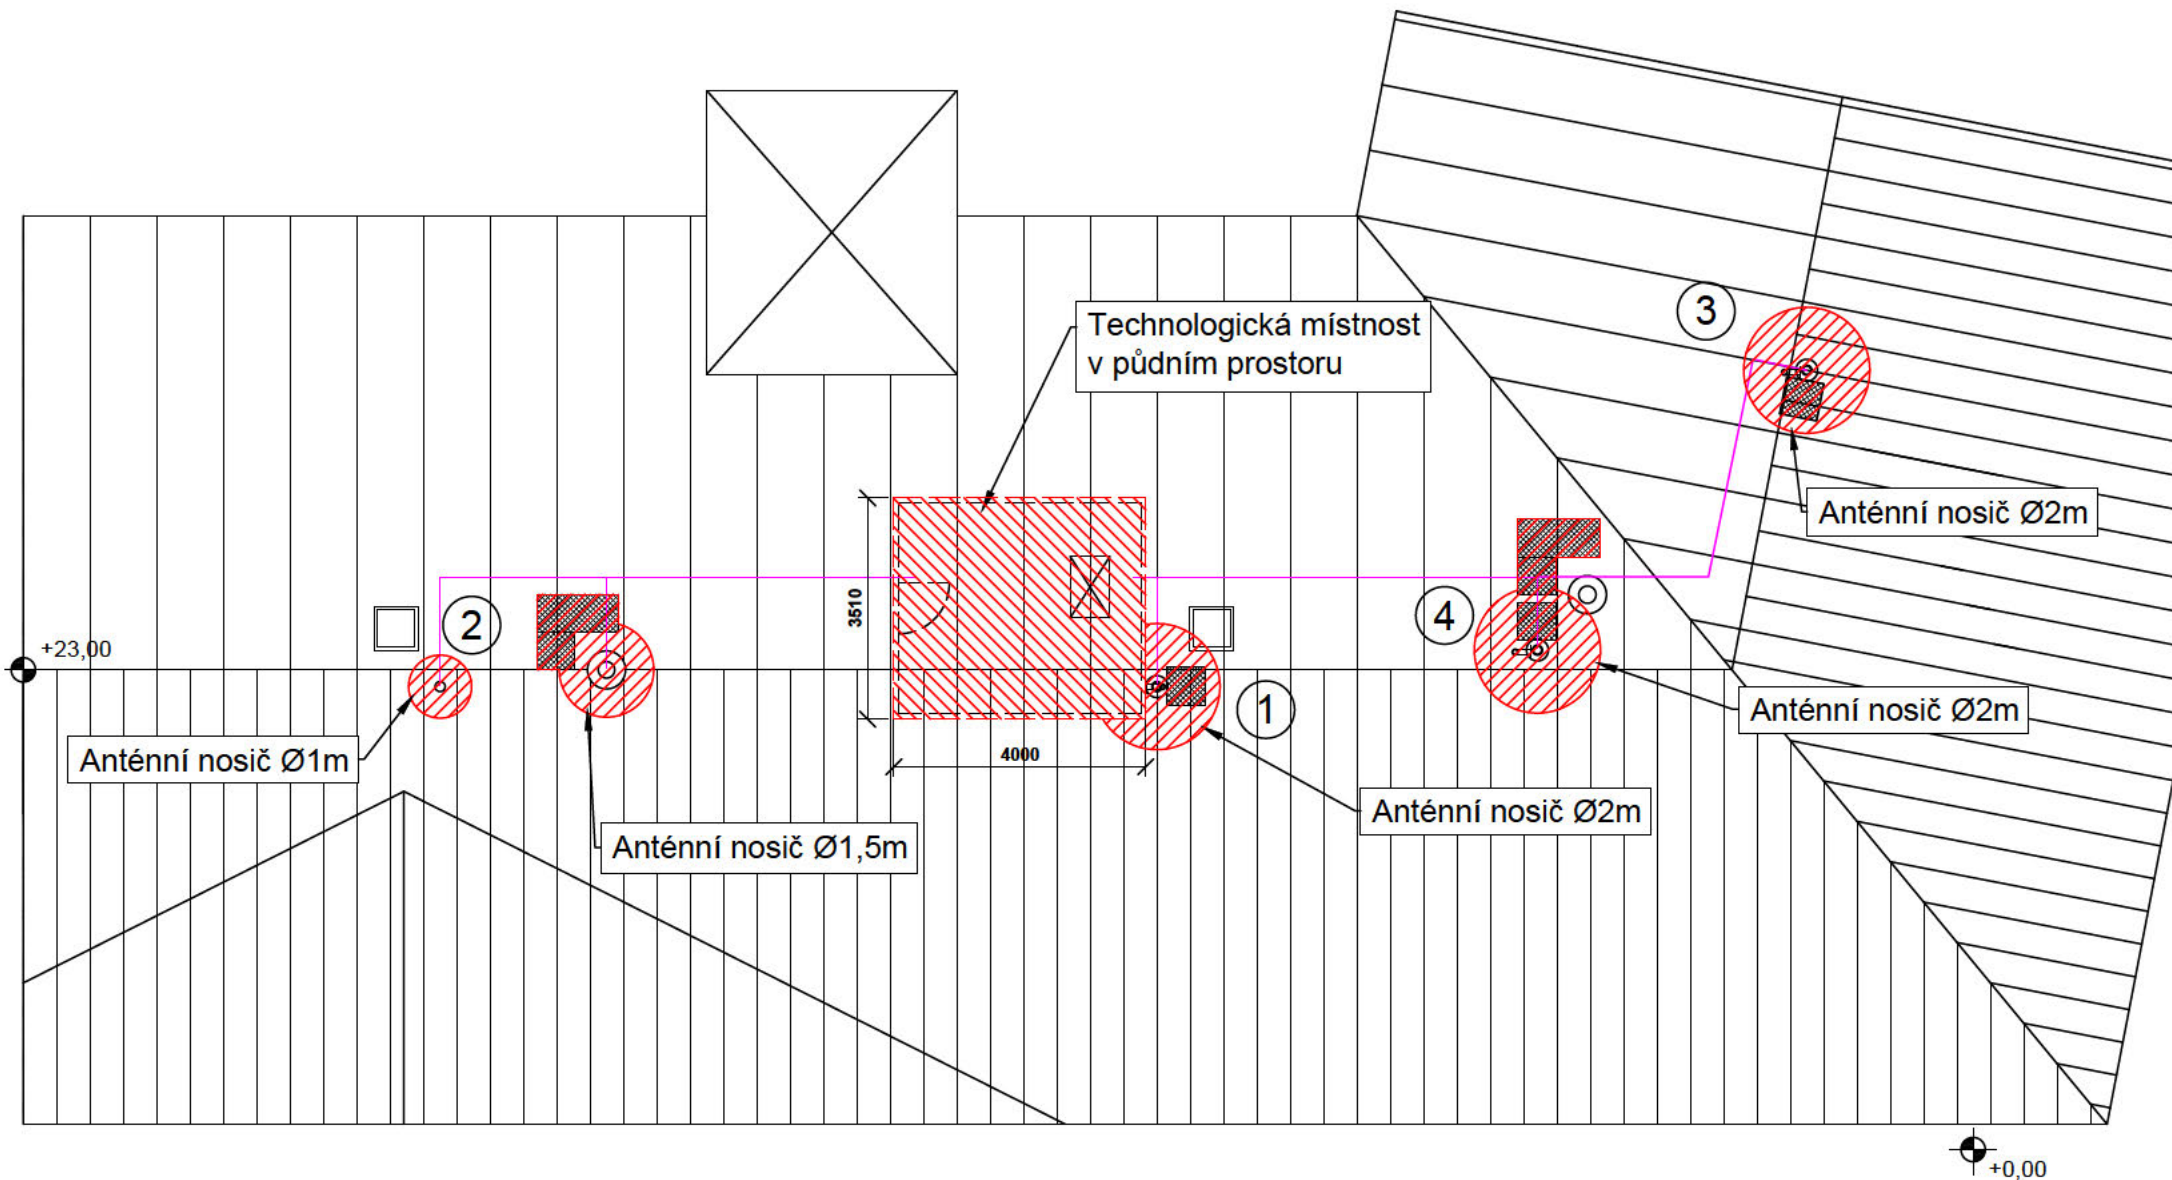 3
Technologická místnost
v půdním prostoru
Anténní nosič Ø2m
3510
2
4
+23,00
1
Anténní nosič Ø2m
Anténní nosič Ø1m
4000
Anténní nosič Ø2m
Anténní nosič Ø1,5m
+0,00